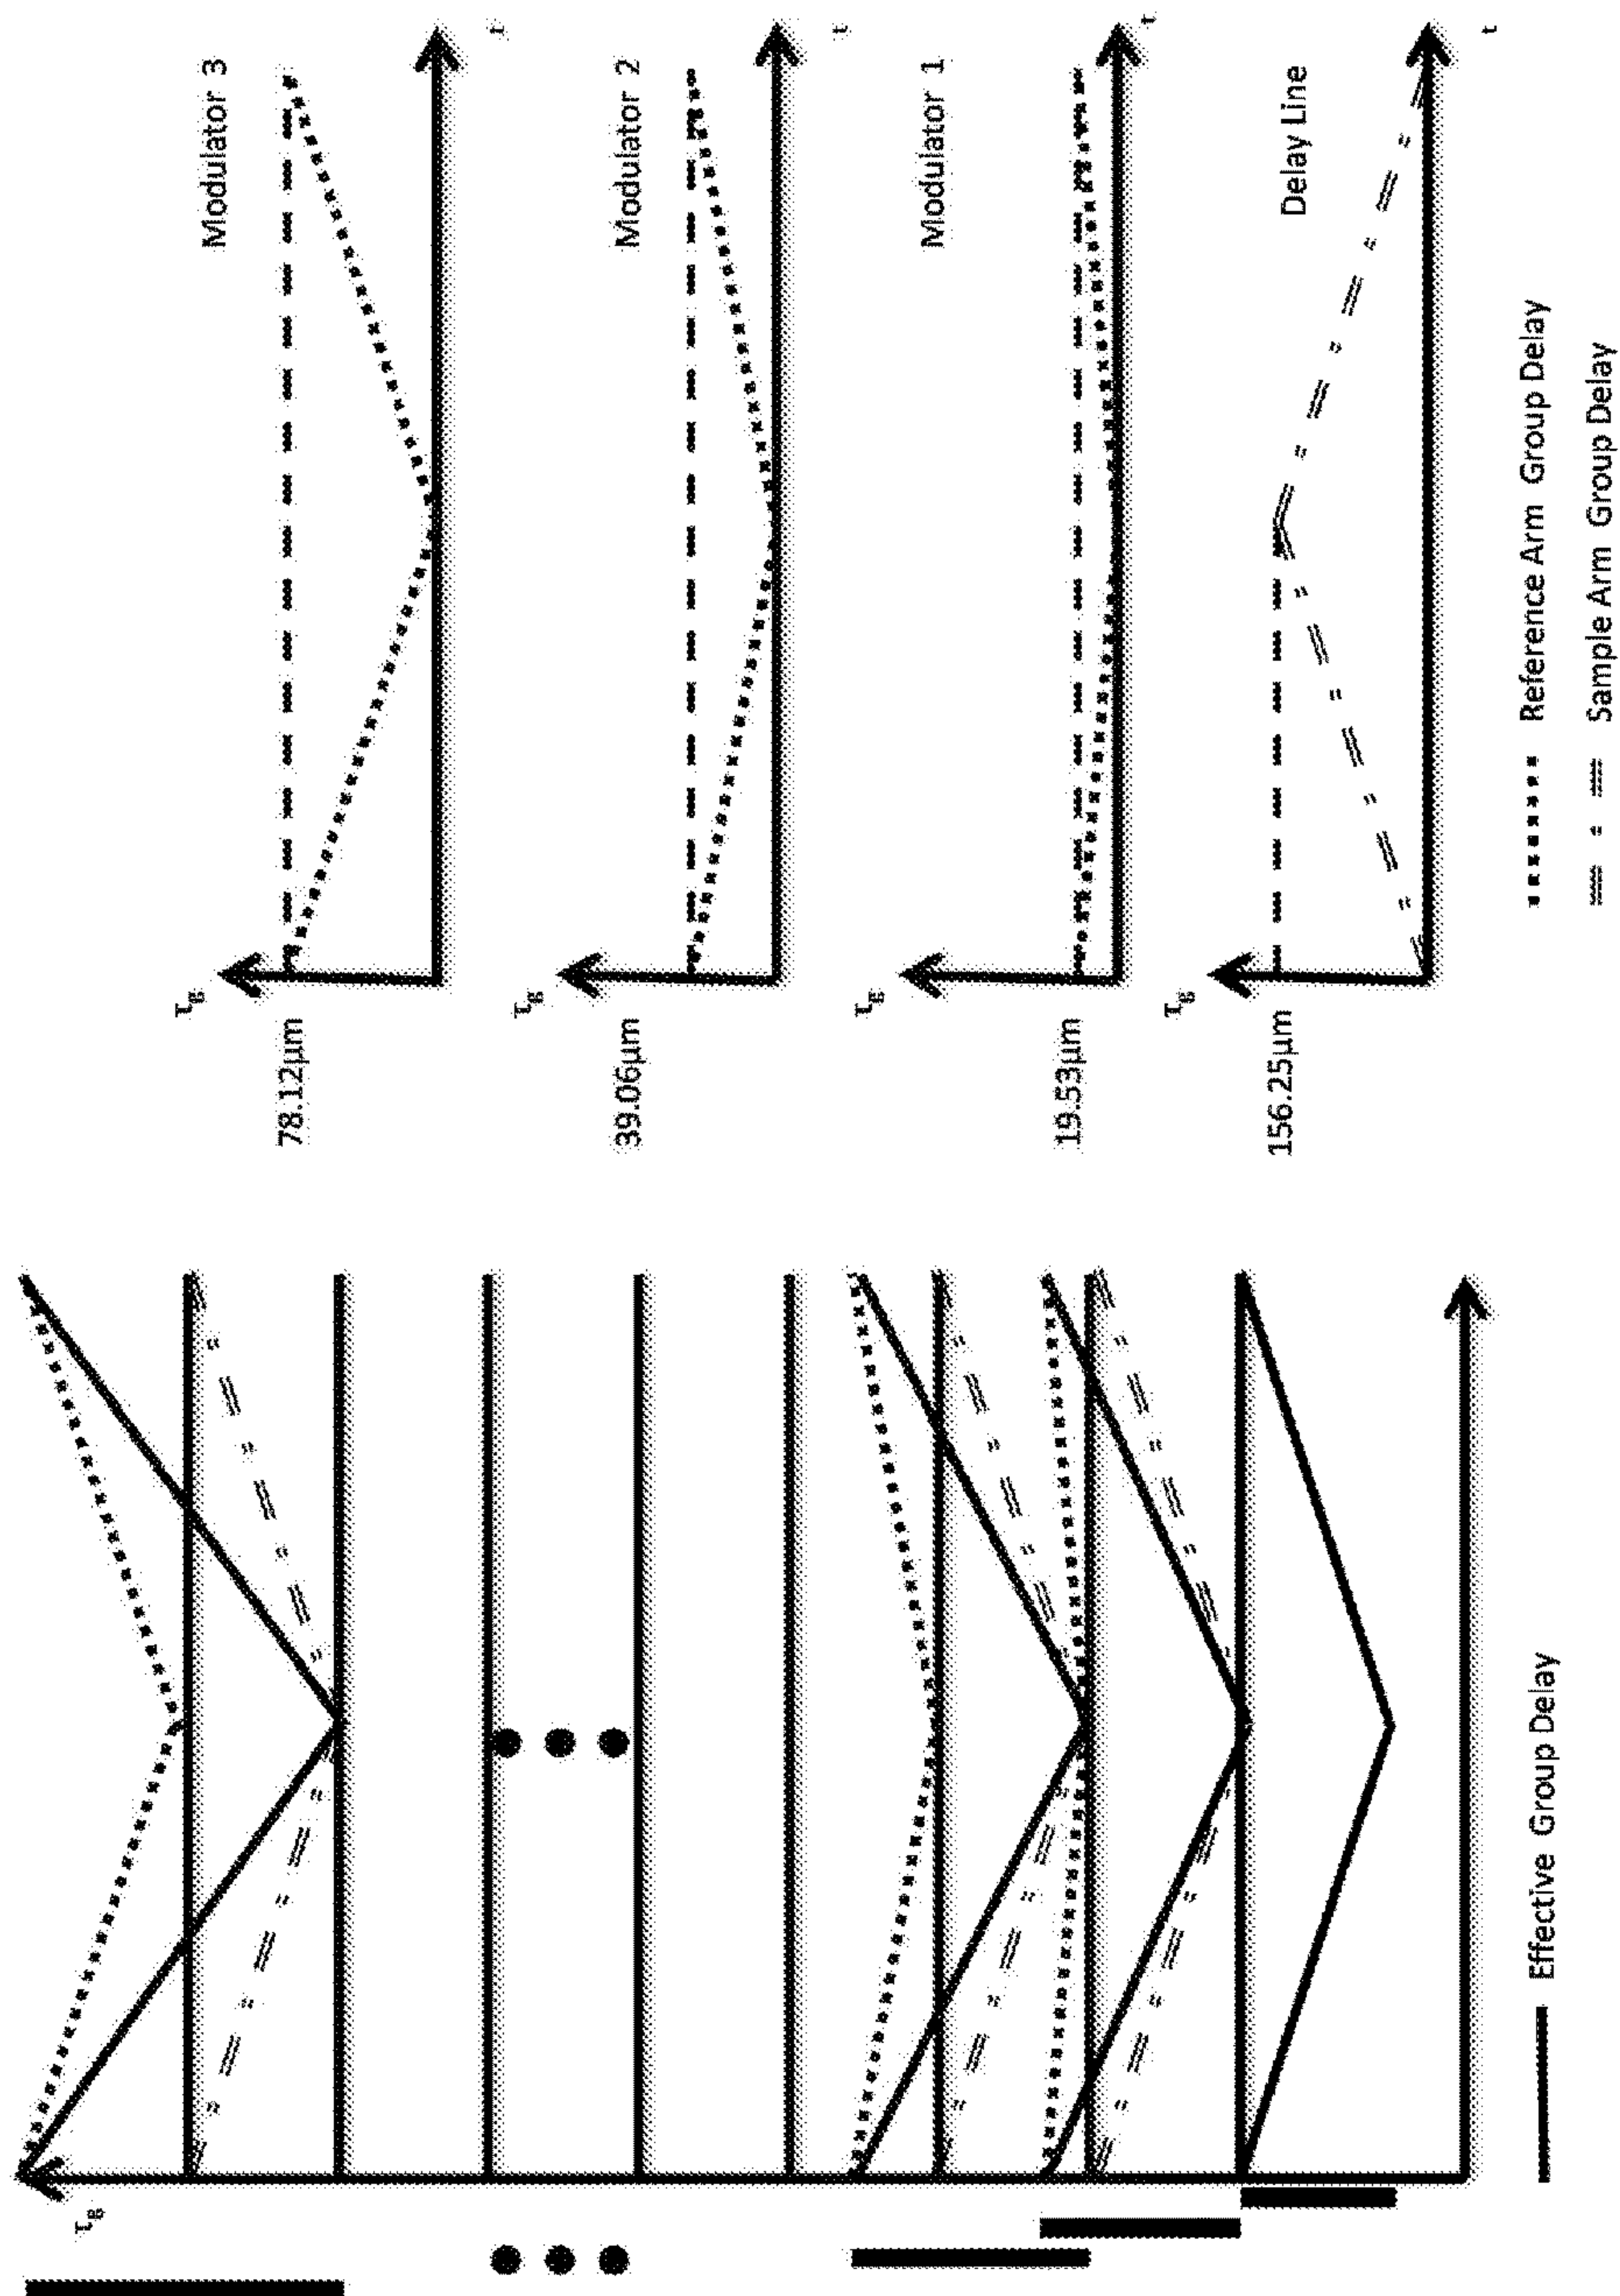 τg
Effective Group Delay
τg
78.12µm
Modulator 3
t
τg
39.06µm
Modulator 2
t
τg
19.53µm
Modulator 1
t
τg
156.25µm
Delay Line
t
Reference Arm Group Delay
Sample Arm Group Delay